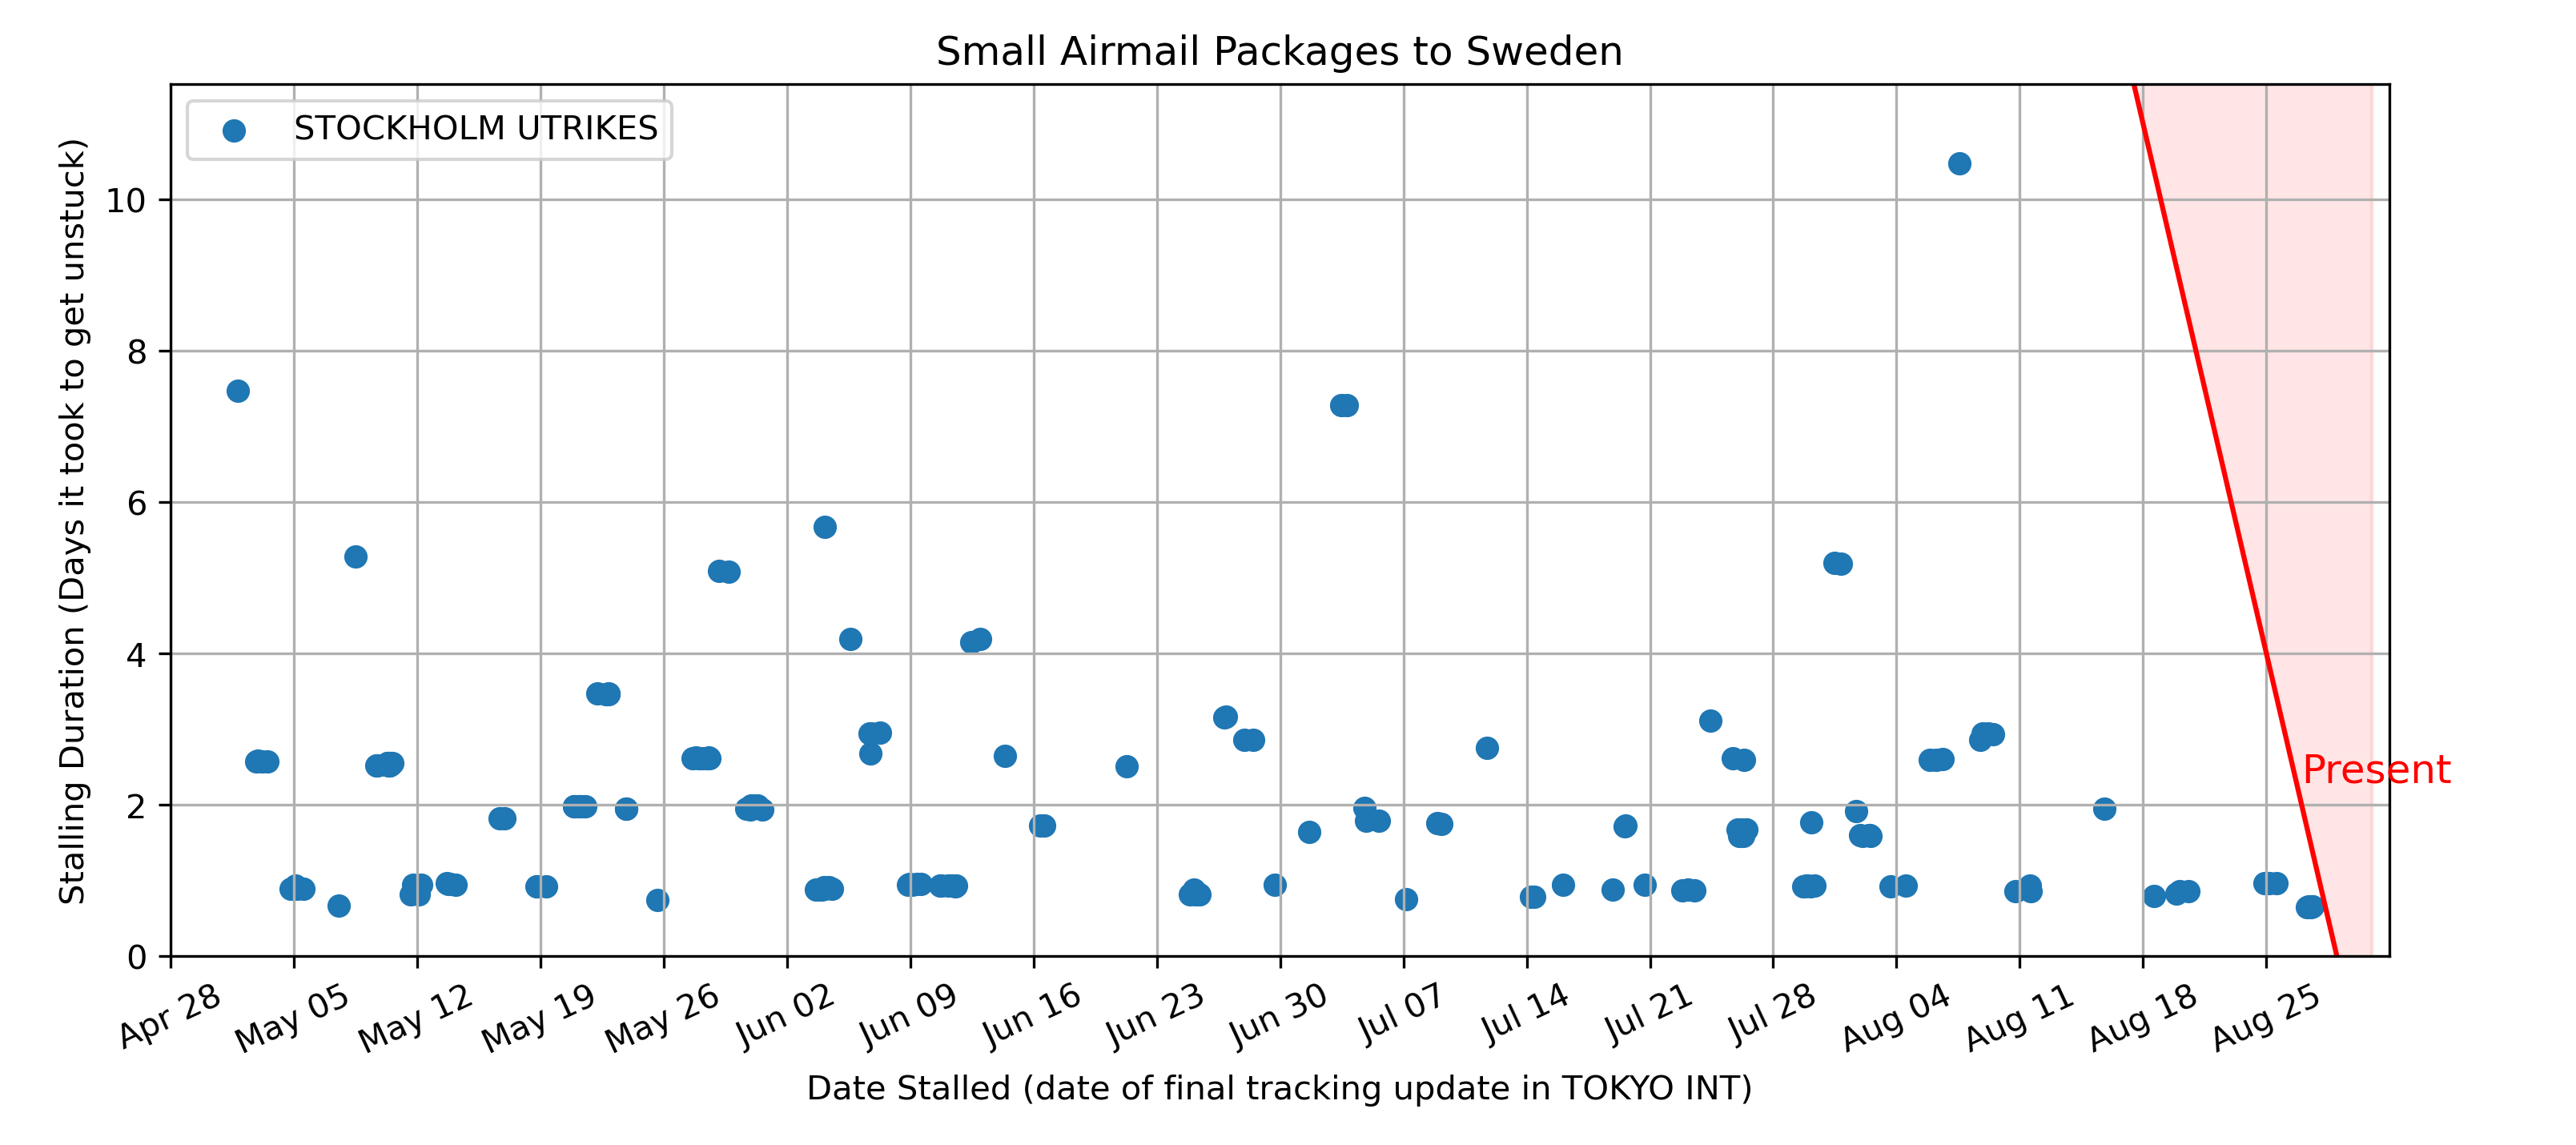 Small Airmail Packages to Sweden
STOCKHOLM UTRIKES
Stalling Duration (Days it took to get unstuck)
10
8
6
4
2
0
Present
Apr 28
May 05
May 12
May 19
May 26
Jun 02
Jun 09
Jun 16
Jun 23
Jun 30
Jul 07
Jul 14
Jul 21
Jul 28
Aug 04
Aug 11
Aug 18
Aug 25
Date Stalled (date of final tracking update in TOKYO INT)